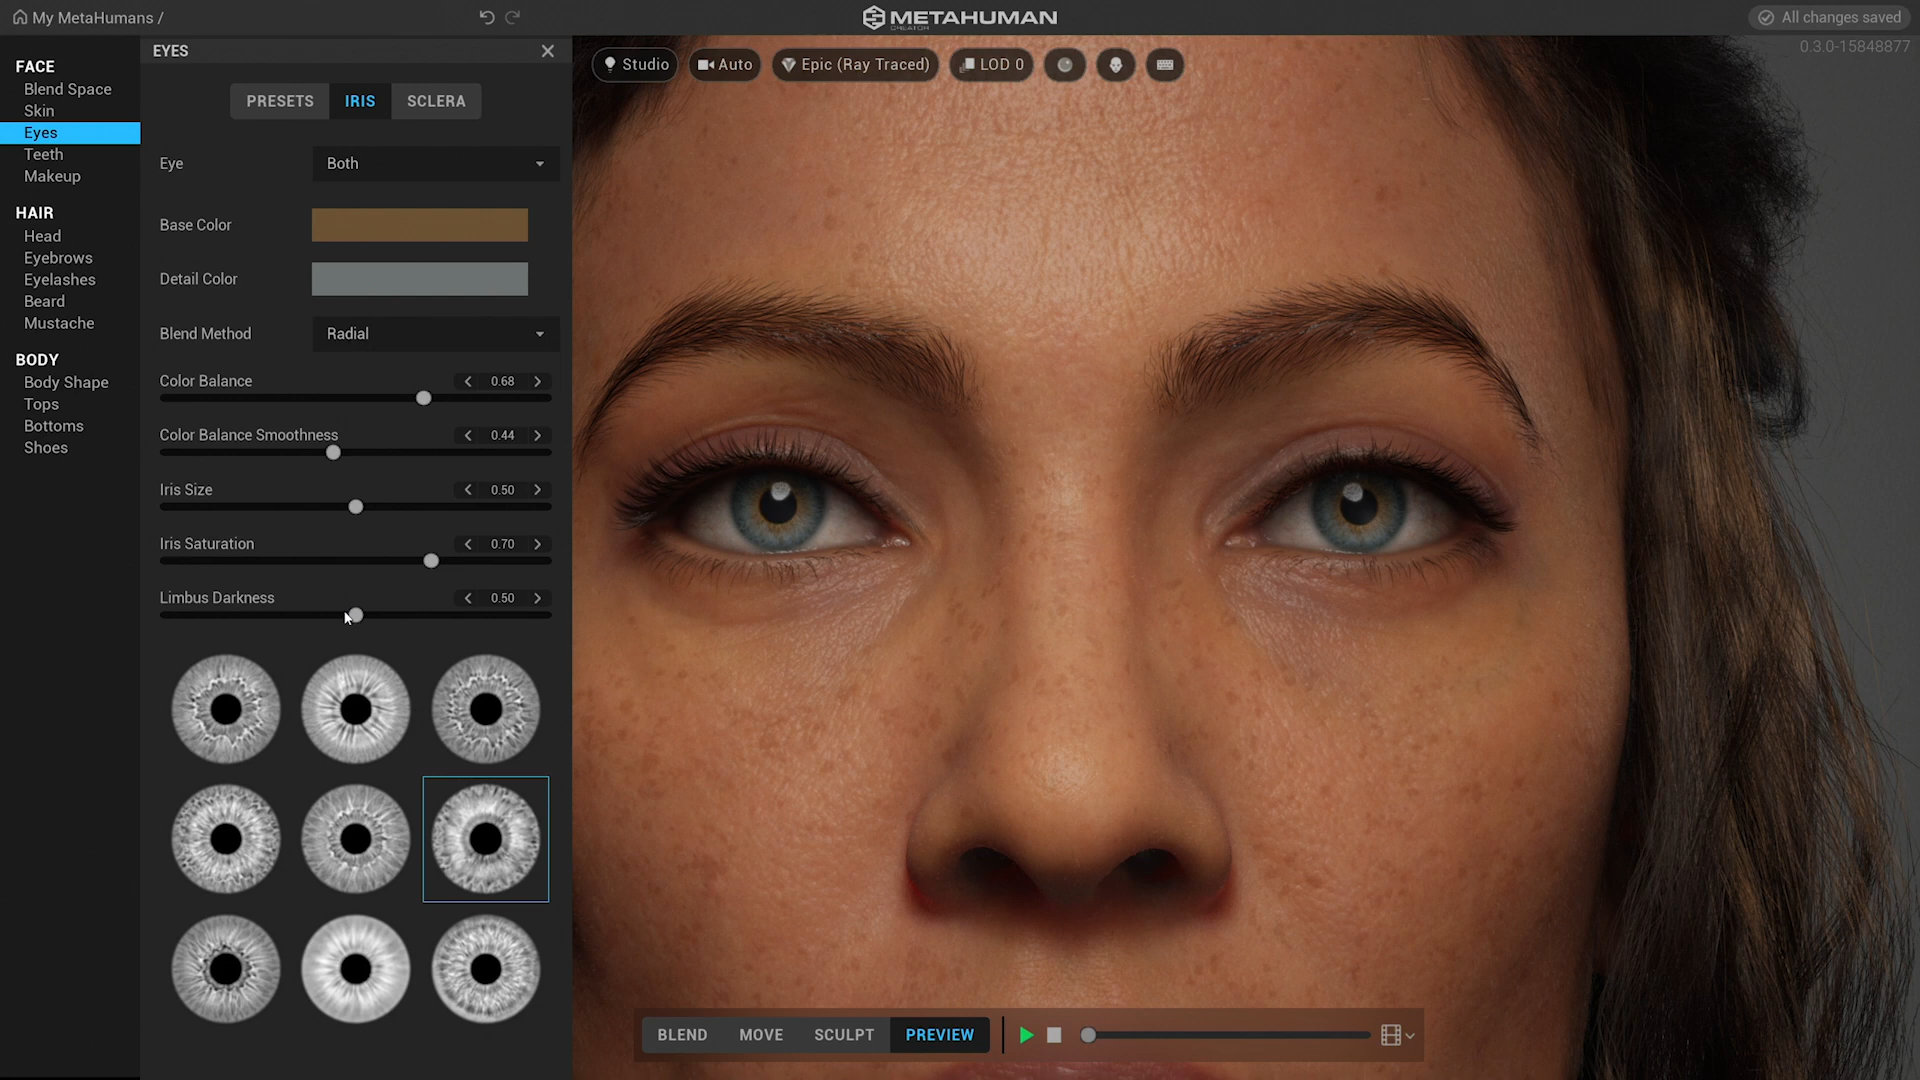 My MetaHumans /
METAHUMAN
CREATOR
All changes saved
0.3.0-15848877
FACE
Blend Space
Skin
Eyes
Teeth
Makeup
HAIR
Head
Eyebrows
Eyelashes
Beard
Mustache
BODY
Body Shape
Tops
Bottoms
Shoes
EYES
PRESETS IRIS SCLERA
Eye Both
Base Color
Detail Color
Blend Method Radial
Color Balance 0.68
Color Balance Smoothness 0.44
Iris Size 0.50
Iris Saturation 0.70
Limbus Darkness 0.50
Studio Auto Epic (Ray Traced) LOD 0
BLEND MOVE SCULPT PREVIEW